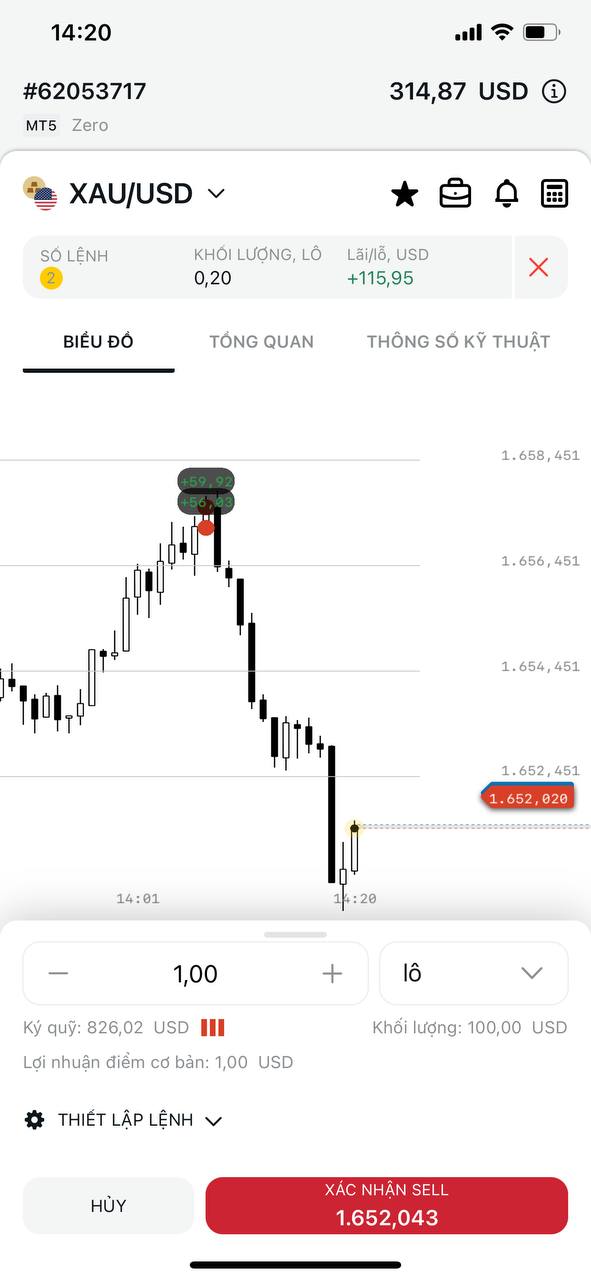 14:20
#62053717
314,87 USD
MT5 Zero
XAU/USD
SỐ LỆNH
KHỐI LƯỢNG, LÔ
Lãi/lỗ, USD
2
0,20
+115,95
BIỂU ĐỒ
TỔNG QUAN
THÔNG SỐ KỸ THUẬT
1.658,451
+59,92
+56,03
1.656,451
1.654,451
1.652,451
1.652,020
14:01
14:20
1,00
lô
Ký quỹ: 826,02 USD
Khối lượng: 100,00 USD
Lợi nhuận điểm cơ bản: 1,00 USD
THIẾT LẬP LỆNH
HỦY
XÁC NHẬN SELL
1.652,043